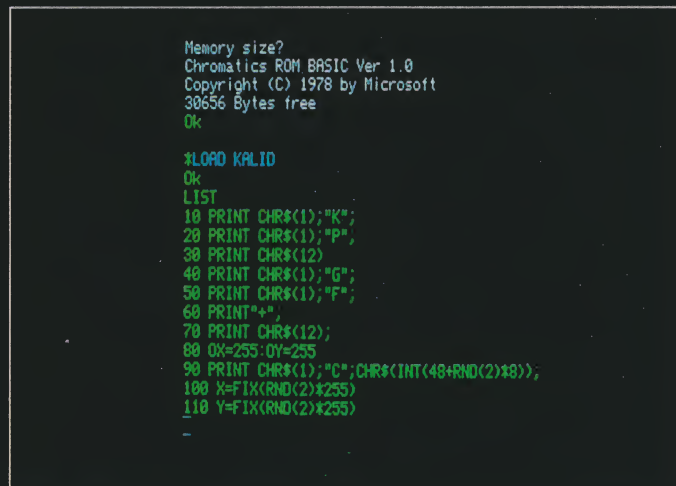 Memory size?
Chromatics ROM BASIC Ver 1.0
Copyright (C) 1978 by Microsoft
30656 Bytes free
Ok
*LOAD KALID
Ok
LIST
10 PRINT CHR$(1);"K";
20 PRINT CHR$(1);"P";
30 PRINT CHR$(12)
40 PRINT CHR$(1);"G";
50 PRINT CHR$(1);"F";
60 PRINT"+";
70 PRINT CHR$(12);
80 OX=255:OY=255
90 PRINT CHR$(1);"C";CHR$(INT(48+RND(2)*8));
100 X=FIX(RND(2)*255)
110 Y=FIX(RND(2)*255)